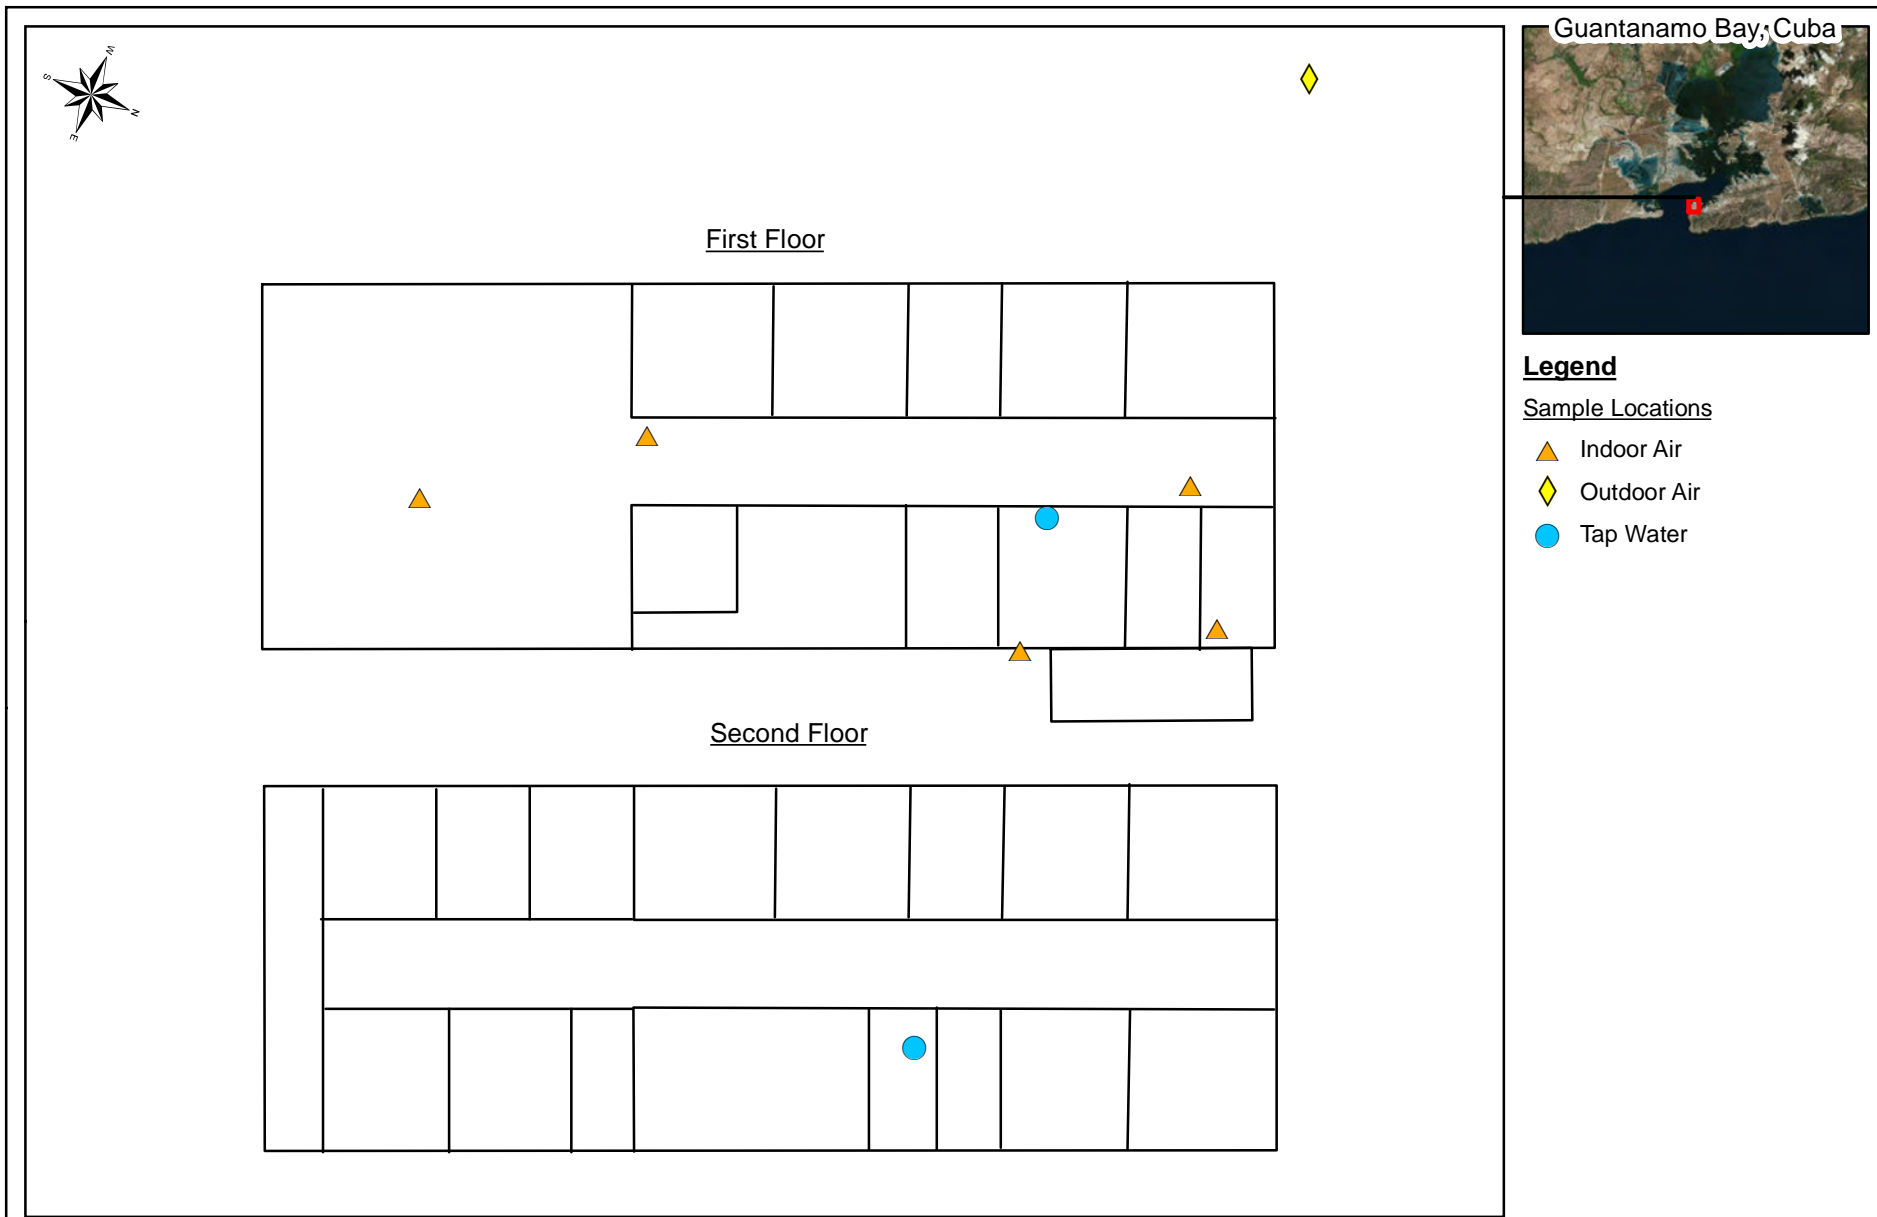 Guantanamo Bay, Cuba
W
S
N
E
First Floor
Legend
Sample Locations
Indoor Air
Outdoor Air
Tap Water
Second Floor